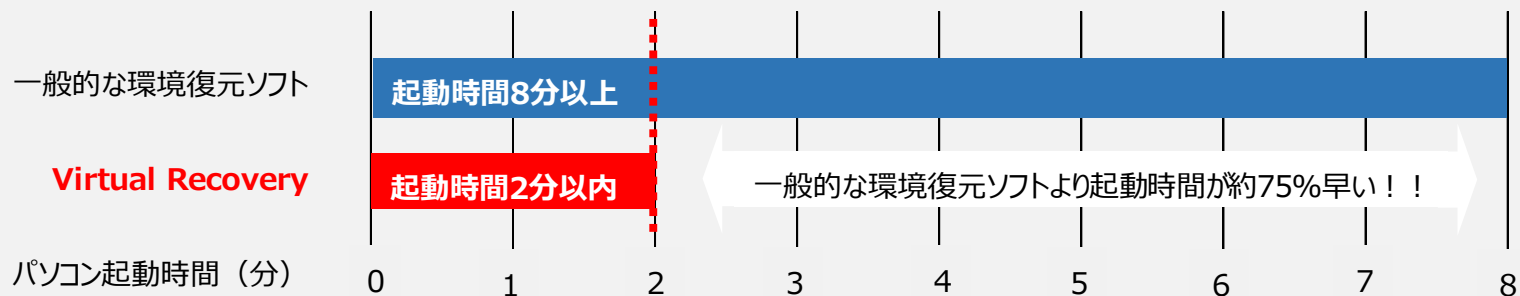 一般的な環境復元ソフト
起動時間8分以上
Virtual Recovery
起動時間2分以内
一般的な環境復元ソフトより起動時間が約75%早い！！
パソコン起動時間（分）
0 1 2 3 4 5 6 7 8